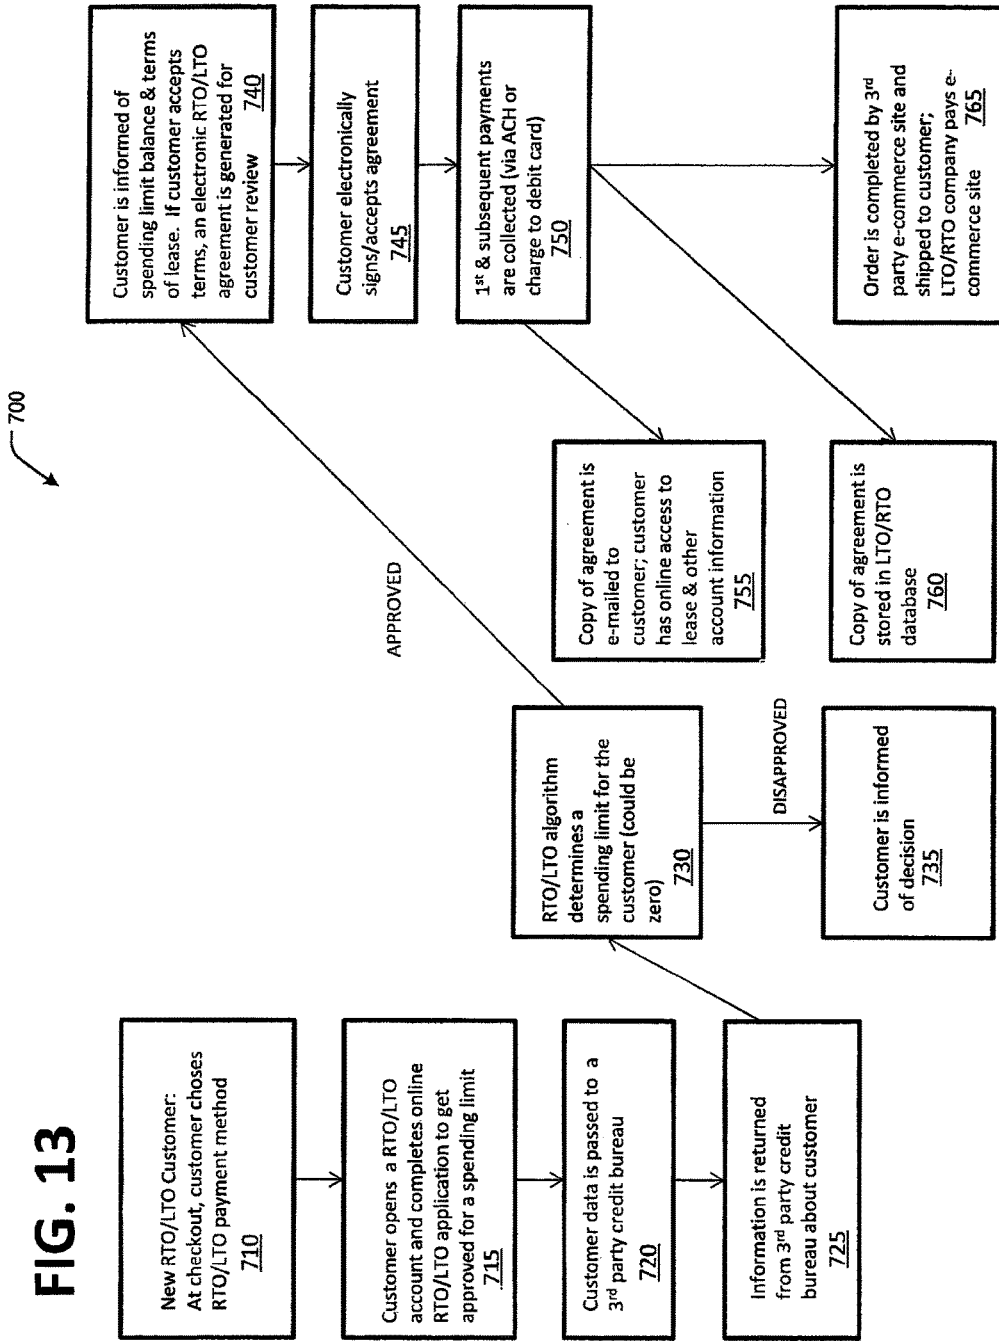 FIG. 13
700
New RTO/LTO Customer:
At checkout, customer choses
RTO/LTO payment method
710
Customer opens a RTO/LTO
account and completes online
RTO/LTO application to get
approved for a spending limit
715
Customer data is passed to a
3rd party credit bureau
720
Information is returned
from 3rd party credit
bureau about customer
725
RTO/LTO algorithm
determines a
spending limit for the
customer (could be
zero)
730
DISAPPROVED
Customer is informed
of decision
735
APPROVED
Customer is informed of
spending limit balance & terms
of lease. If customer accepts
terms, an electronic RTO/LTO
agreement is generated for
customer review 740
Customer electronically
signs/accepts agreement
745
1st & subsequent payments
are collected (via ACH or
charge to debit card)
750
Copy of agreement is
e-mailed to
customer; customer
has online access to
lease & other
account information
755
Copy of agreement is
stored in LTO/RTO
database
760
Order is completed by 3rd
party e-commerce site and
shipped to customer;
LTO/RTO company pays e-
commerce site 765